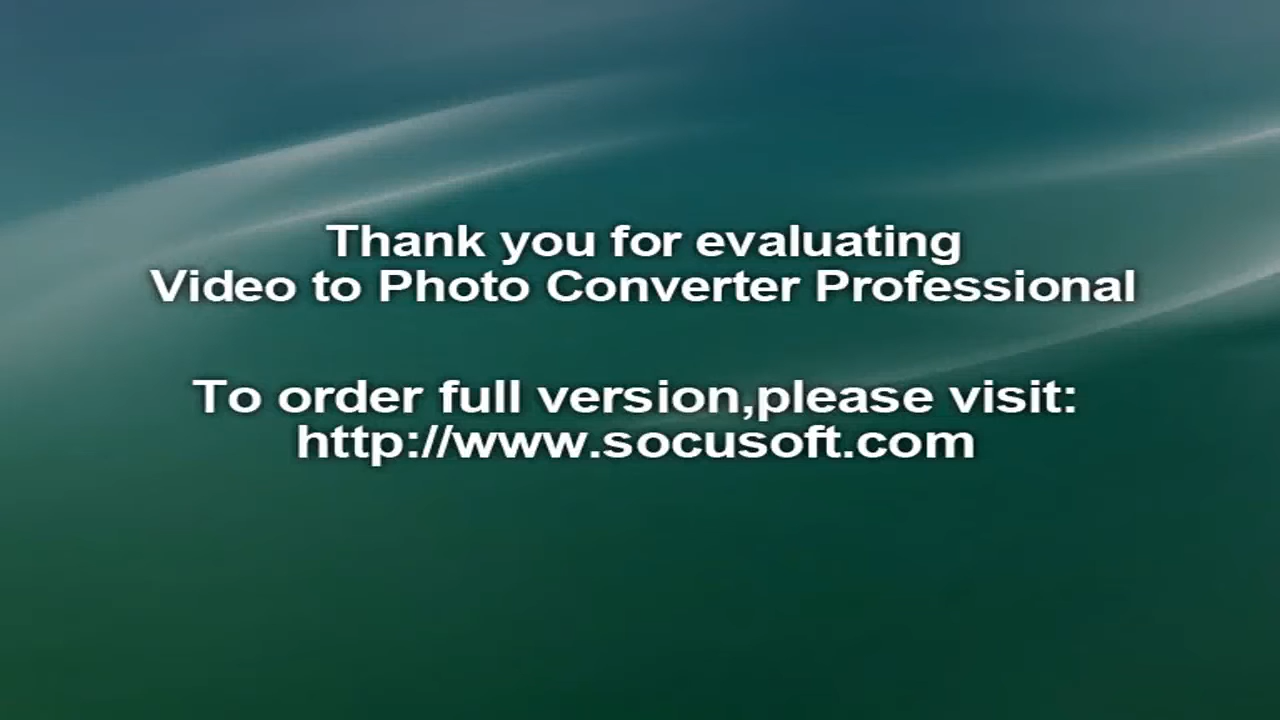 Thank you for evaluating
Video to Photo Converter Professional
To order full version,please visit:
http://www.socusoft.com